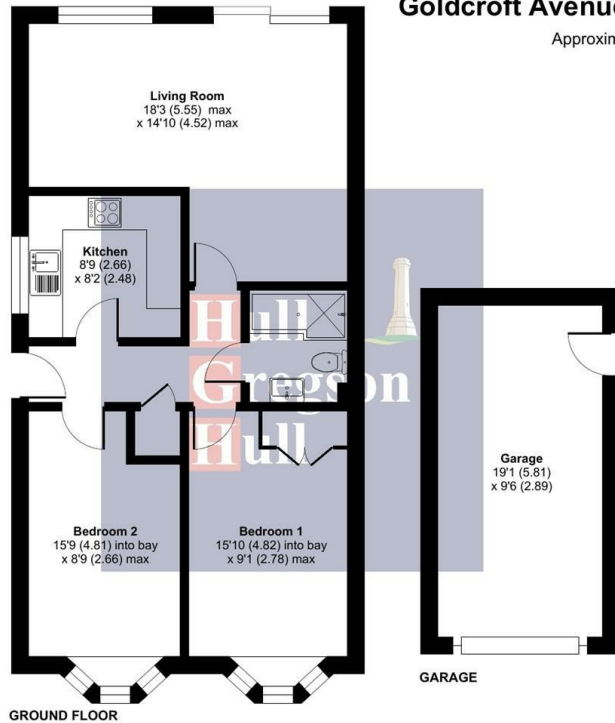 Goldcroft Avenue
Approxim
Living Room
18'3 (5.55) max
x 14'10 (4.52) max
Kitchen
8'9 (2.66)
x 8'2 (2.48)
Hull
Gregson
Hull
Garage
19'1 (5.81)
x 9'6 (2.89)
Bedroom 2
15'9 (4.81) into bay
x 8'9 (2.66) max
Bedroom 1
15'10 (4.82) into bay
x 9'1 (2.78) max
GARAGE
GROUND FLOOR